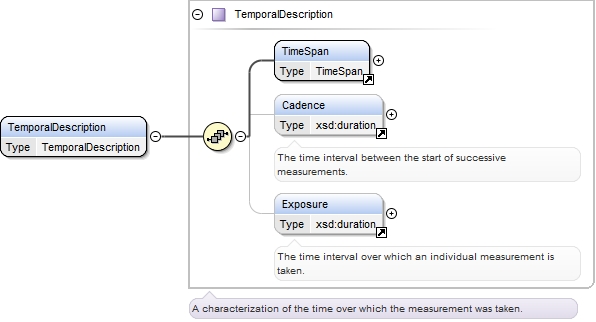 TemporalDescription
TimeSpan
Type TimeSpan
Cadence
Type xsd:duration
The time interval between the start of successive
measurements.
TemporalDescription
Type TemporalDescription
Exposure
Type xsd:duration
The time interval over which an individual measurement is
taken.
A characterization of the time over which the measurement was taken.